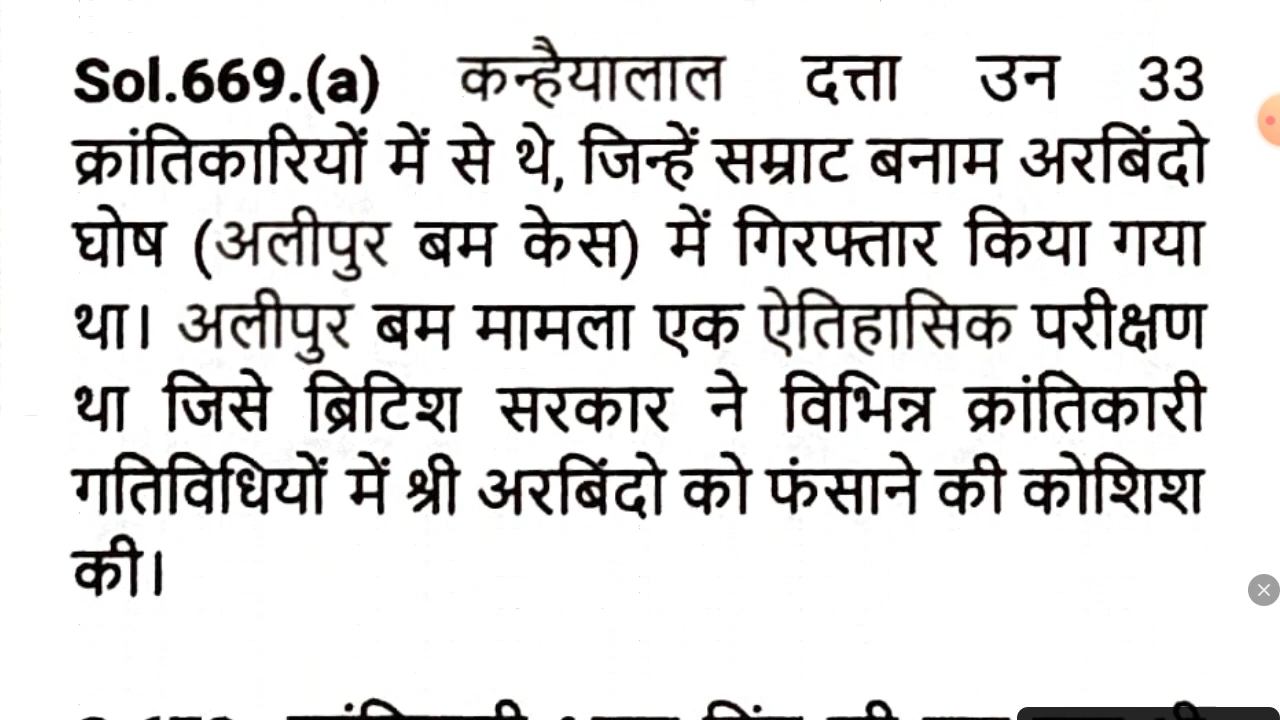 Sol.669.(a) कन्हैयालाल दत्ता उन 33
क्रांतिकारियों में से थे, जिन्हें सम्राट बनाम अरबिंदो
घोष (अलीपुर बम केस) में गिरफ्तार किया गया
था। अलीपुर बम मामला एक ऐतिहासिक परीक्षण
था जिसे ब्रिटिश सरकार ने विभिन्न क्रांतिकारी
गतिविधियों में श्री अरबिंदो को फंसाने की कोशिश
की।